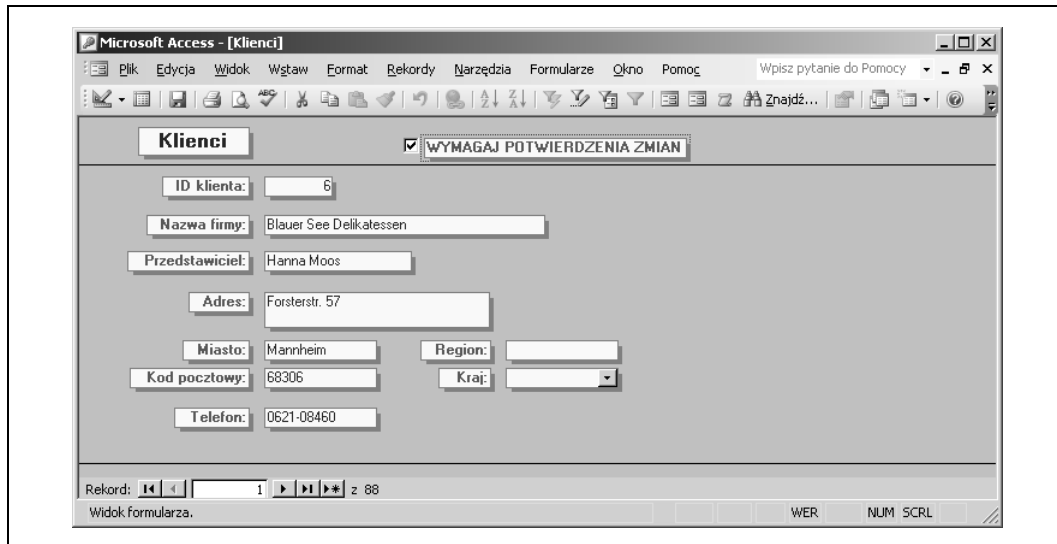 Microsoft Access - [Klienci]
Plik Edycja Widok Wstaw Format Rekordy Narzędzia Formularze Okno Pomoc Wpisz pytanie do Pomocy
Znajdź...
Klienci
WYMAGAJ POTWIERDZENIA ZMIAN
ID klienta: 6
Nazwa firmy: Blauer See Delikatessen
Przedstawiciel: Hanna Moos
Adres: Forsterstr. 57
Miasto: Mannheim Region:
Kod pocztowy: 68306 Kraj:
Telefon: 0621-08460
Rekord: 1 z 88
Widok formularza. WER NUM SCRL